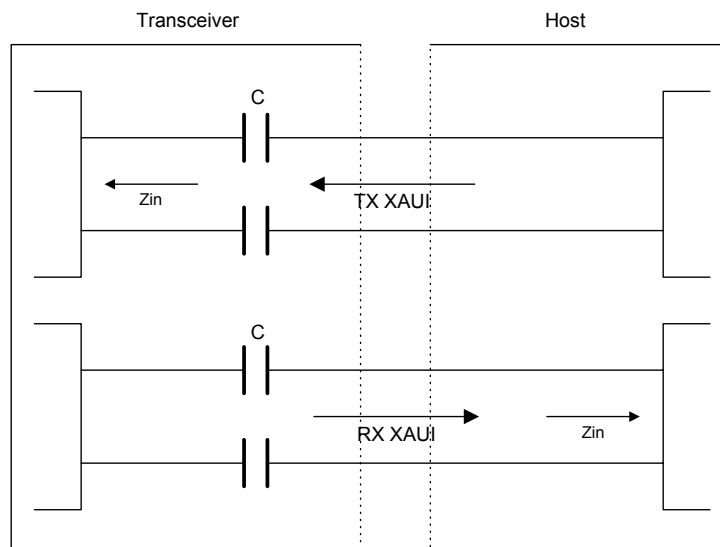 Transceiver
Host
C
Zin
TX XAUI
C
RX XAUI
Zin